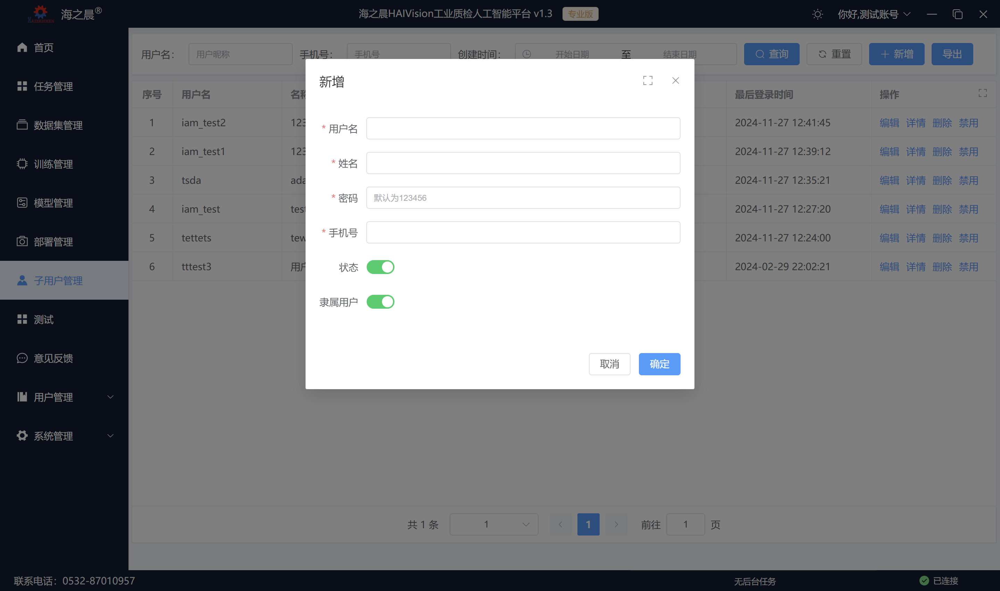 HAIZHICHEN 海之晨®
海之晨HAIVision工业质检人工智能平台 v1.3 专业版
你好,测试账号
首页
任务管理
数据集管理
训练管理
模型管理
部署管理
子用户管理
测试
意见反馈
用户管理
系统管理
用户名： 用户昵称 手机号： 手机号 创建时间： 开始日期 至 结束日期 查询 重置 新增 导出
序号 用户名 名称 最后登录时间 操作
1 iam_test2 123 2024-11-27 12:41:45 编辑 详情 删除 禁用
2 iam_test1 123 2024-11-27 12:39:12 编辑 详情 删除 禁用
3 tsda ada 2024-11-27 12:35:21 编辑 详情 删除 禁用
4 iam_test test 2024-11-27 12:27:20 编辑 详情 删除 禁用
5 tettets tew 2024-11-27 12:24:00 编辑 详情 删除 禁用
6 tttest3 用户 2024-02-29 22:02:21 编辑 详情 删除 禁用
新增
* 用户名
* 姓名
* 密码 默认为123456
* 手机号
状态
隶属用户
取消 确定
共 1 条 1 1 前往 1 页
联系电话：0532-87010957
无后台任务
已连接